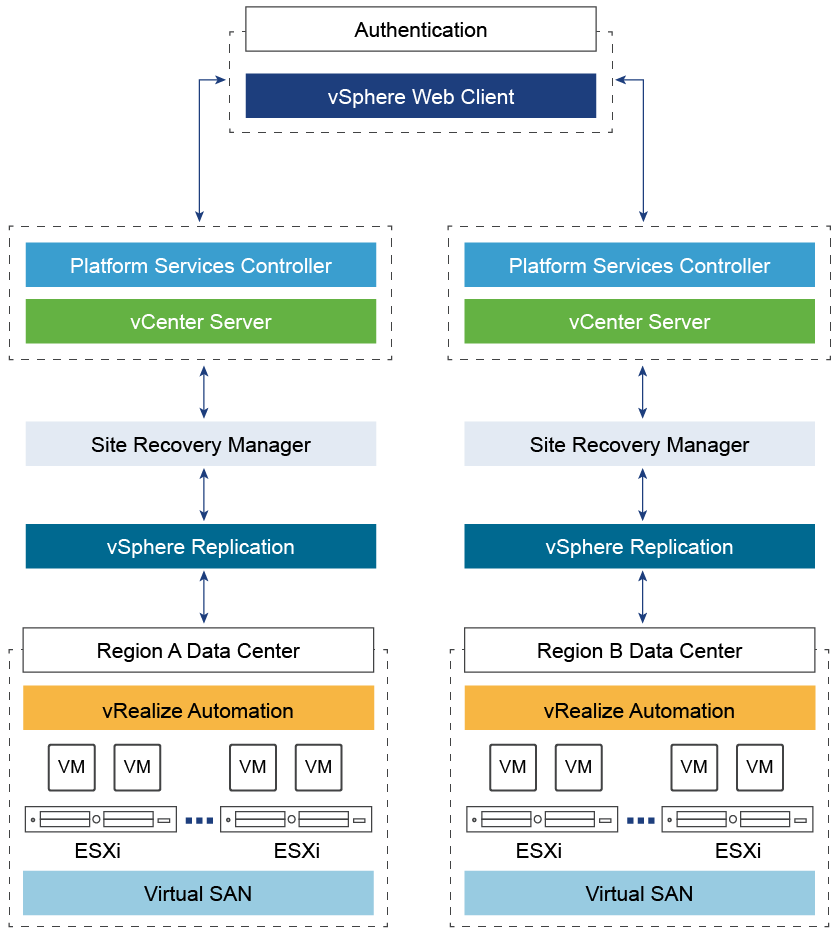 Authentication
vSphere Web Client
Platform Services Controller
Platform Services Controller
vCenter Server
vCenter Server
Site Recovery Manager
Site Recovery Manager
vSphere Replication
vSphere Replication
Region A Data Center
Region B Data Center
vRealize Automation
vRealize Automation
VM VM VM VM
VM VM VM VM
ESXi ESXi
ESXi ESXi
Virtual SAN
Virtual SAN